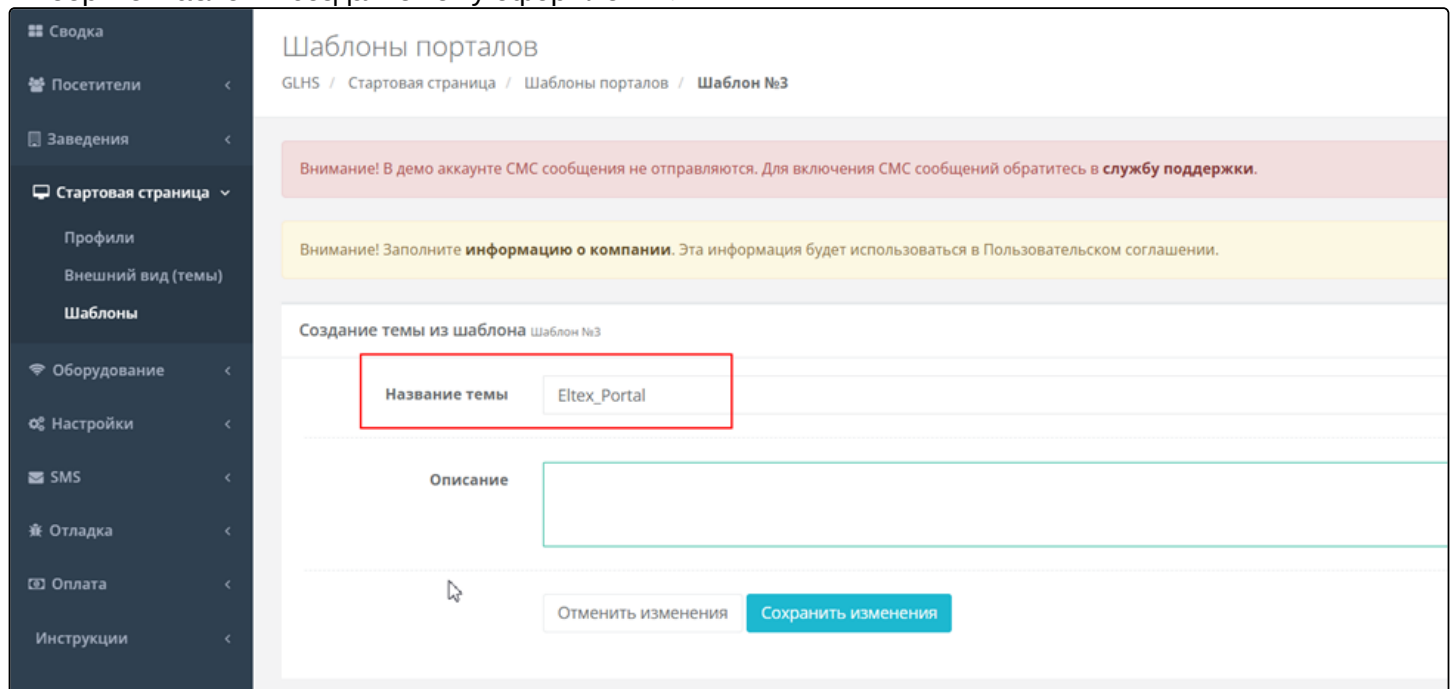 Сводка
Посетители
Заведения
Стартовая страница
Профили
Внешний вид (темы)
Шаблоны
Оборудование
Настройки
SMS
Отладка
Оплата
Инструкции
Шаблоны порталов
GLHS / Стартовая страница / Шаблоны порталов / Шаблон №3
Внимание! В демо аккаунте СМС сообщения не отправляются. Для включения СМС сообщений обратитесь в службу поддержки.
Внимание! Заполните информацию о компании. Эта информация будет использоваться в Пользовательском соглашении.
Создание темы из шаблона Шаблон №3
Название темы Eltex_Portal
Описание
Отменить изменения Сохранить изменения